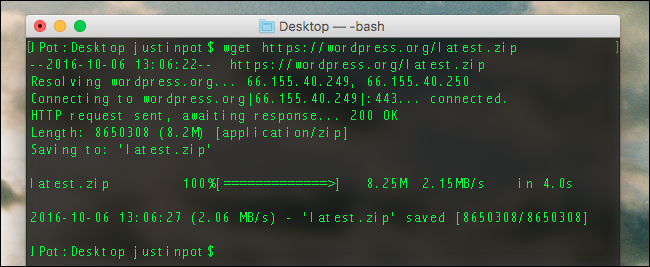 Desktop — -bash
[JPot:Desktop justinpot$ wget https://wordpress.org/latest.zip ]
--2016-10-06 13:06:22--  https://wordpress.org/latest.zip
Resolving wordpress.org... 66.155.40.249, 66.155.40.250
Connecting to wordpress.org|66.155.40.249|:443... connected.
HTTP request sent, awaiting response... 200 OK
Length: 8650308 (8.2M) [application/zip]
Saving to: 'latest.zip'
latest.zip 100%[=============>] 8.25M 2.15MB/s in 4.0s
2016-10-06 13:06:27 (2.06 MB/s) - 'latest.zip' saved [8650308/8650308]
JPot:Desktop justinpot$